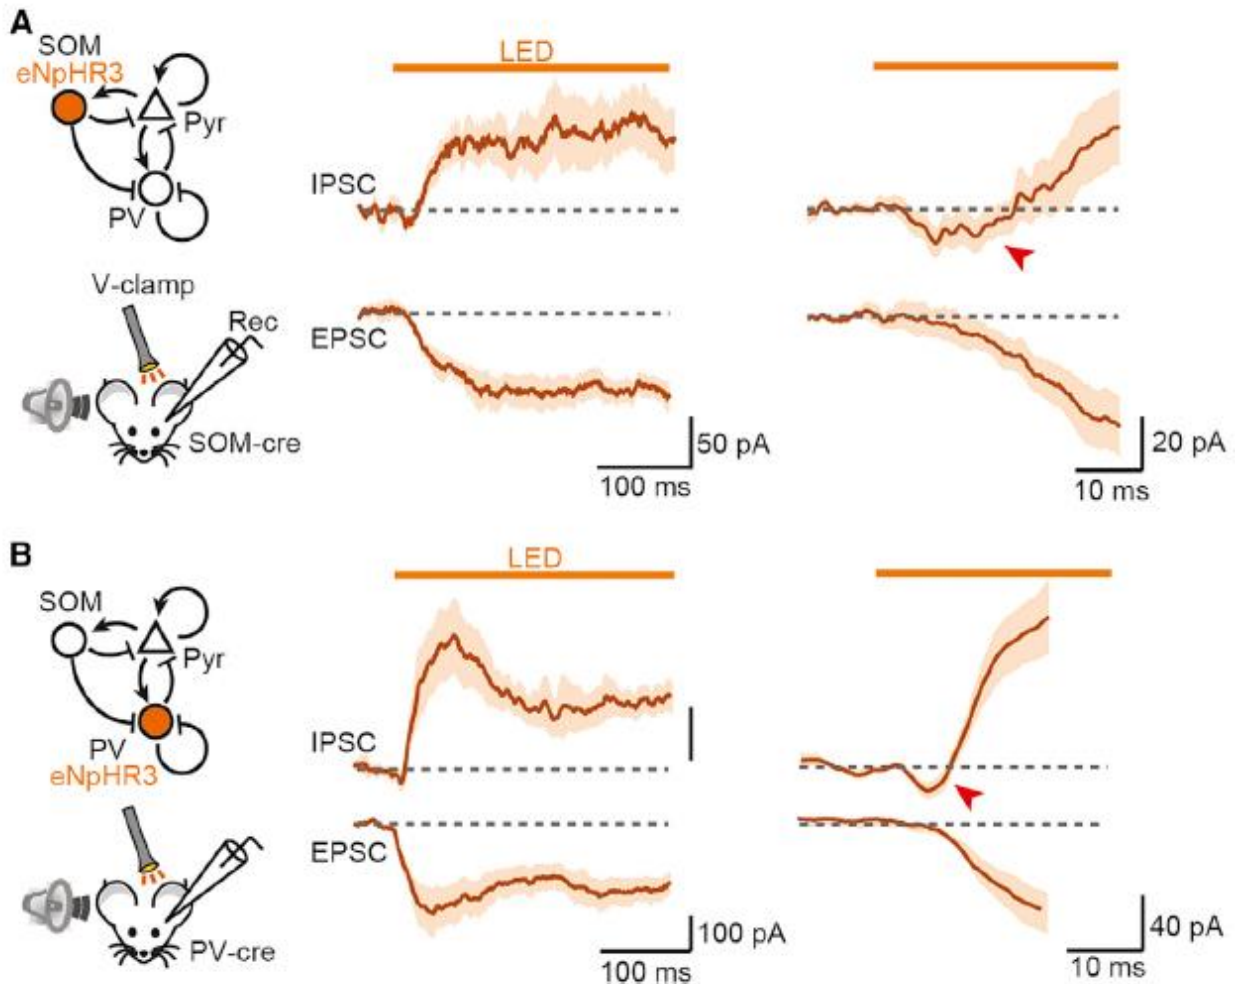 A
SOM
eNpHR3
Pyr
PV
V-clamp
Rec
SOM-cre
LED
IPSC
EPSC
50 pA
100 ms
20 pA
10 ms
B
SOM
Pyr
PV
eNpHR3
PV-cre
LED
IPSC
EPSC
100 pA
100 ms
40 pA
10 ms